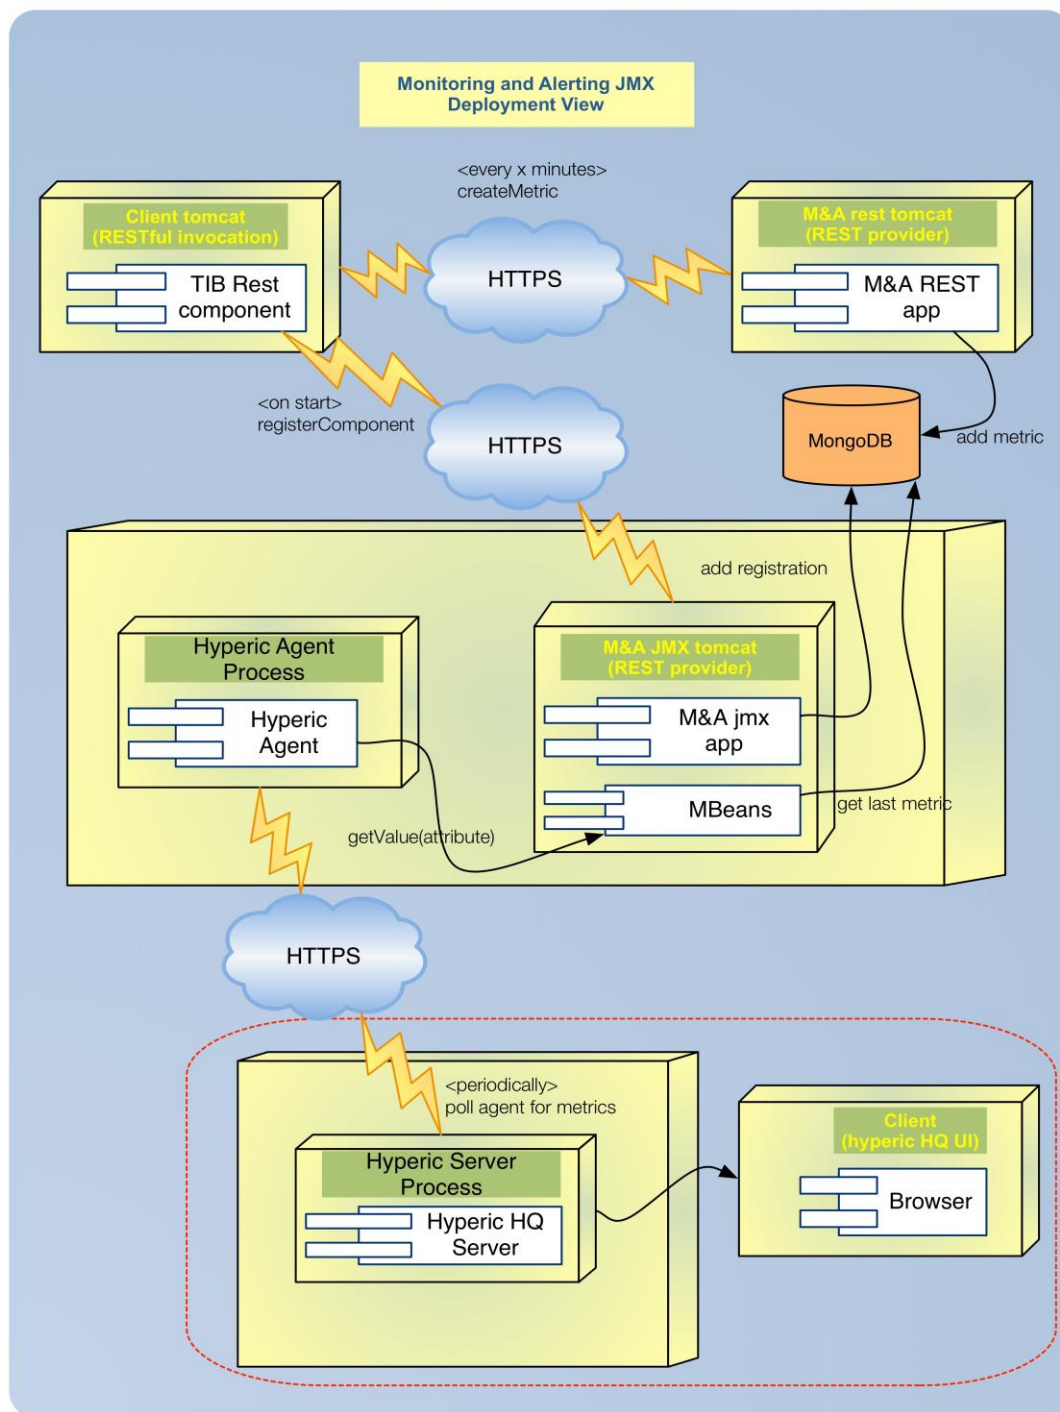 Monitoring and Alerting JMX
Deployment View
<every x minutes>
createMetric
Client tomcat
(RESTful invocation)
TIB Rest
component
HTTPS
M&A rest tomcat
(REST provider)
M&A REST
app
<on start>
registerComponent
HTTPS
MongoDB
add metric
add registration
Hyperic Agent
Process
Hyperic
Agent
M&A JMX tomcat
(REST provider)
M&A jmx
app
MBeans
get last metric
getValue(attribute)
HTTPS
<periodically>
poll agent for metrics
Hyperic Server
Process
Hyperic HQ
Server
Client
(hyperic HQ UI)
Browser